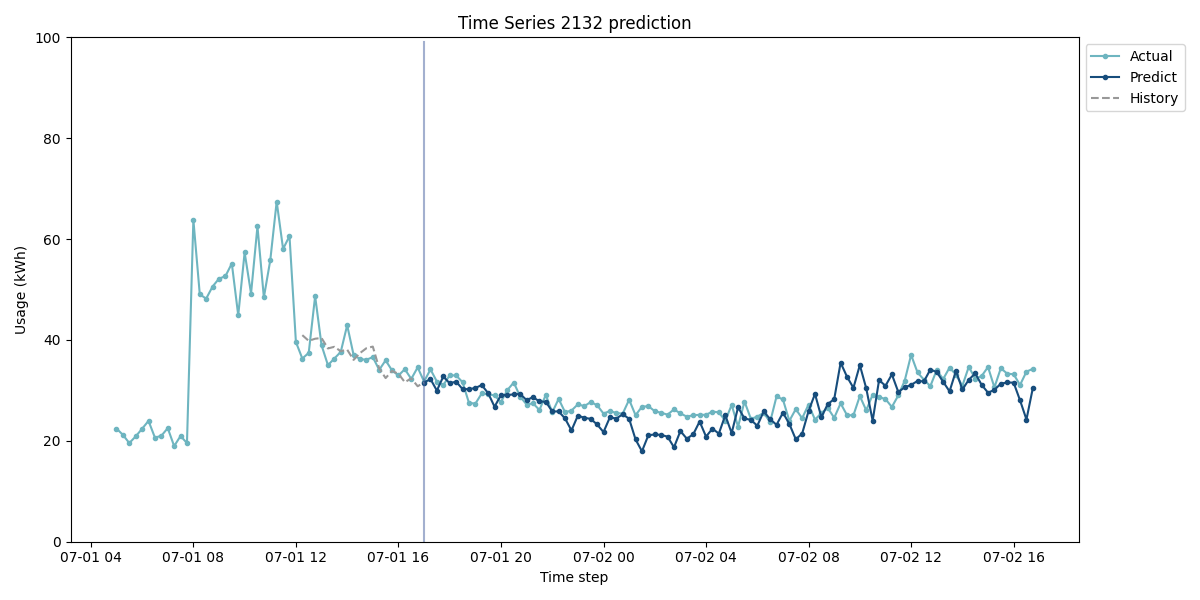 Time Series 2132 prediction
Usage (kWh)
100
80
60
40
20
0
07-01 04
07-01 08
07-01 12
07-01 16
07-01 20
07-02 00
07-02 04
07-02 08
07-02 12
07-02 16
Time step
Actual
Predict
History